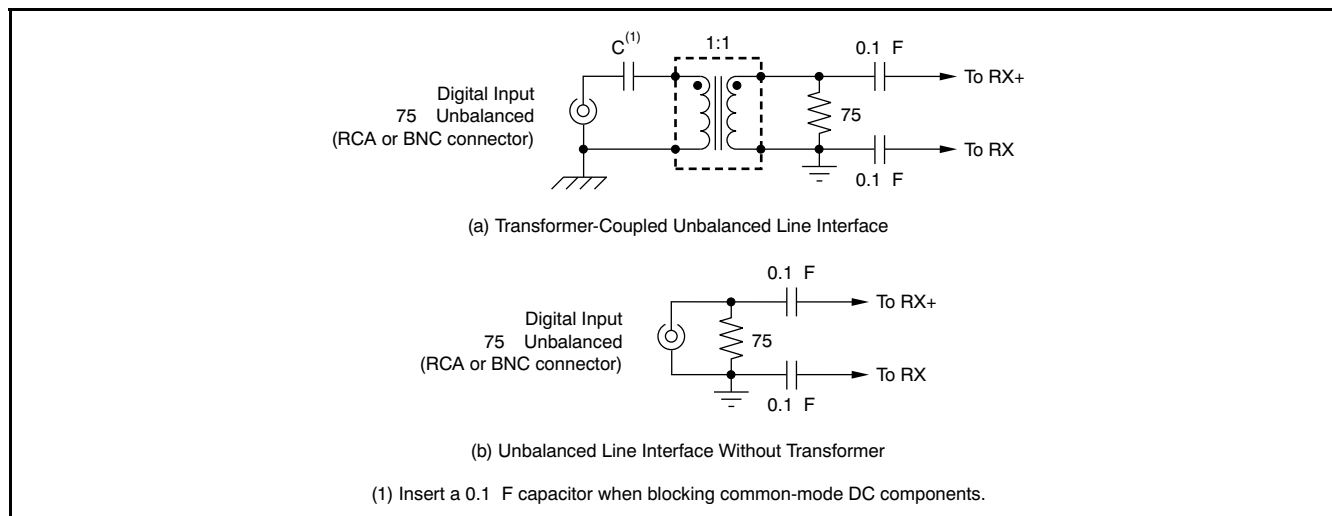 C(1)
1:1
0.1 F
To RX+
Digital Input
75 Unbalanced
(RCA or BNC connector)
75
To RX
0.1 F
(a) Transformer-Coupled Unbalanced Line Interface
0.1 F
To RX+
Digital Input
75 Unbalanced
(RCA or BNC connector)
75
To RX
0.1 F
(b) Unbalanced Line Interface Without Transformer
(1) Insert a 0.1 F capacitor when blocking common-mode DC components.